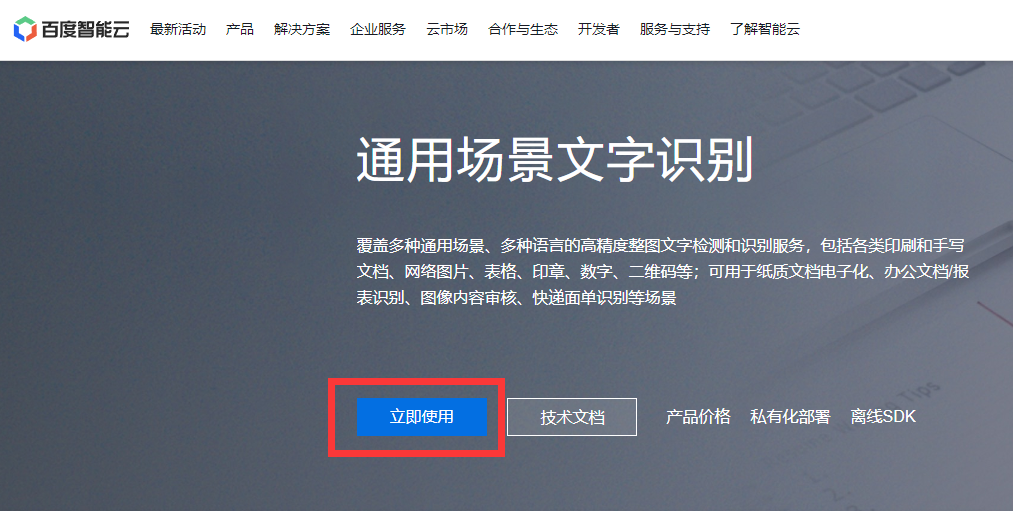 百度智能云 最新活动 产品 解决方案 企业服务 云市场 合作与生态 开发者 服务与支持 了解智能云
通用场景文字识别
覆盖多种通用场景、多种语言的高精度整图文字检测和识别服务，包括各类印刷和手写
文档、网络图片、表格、印章、数字、二维码等；可用于纸质文档电子化、办公文档/报
表识别、图像内容审核、快递面单识别等场景
立即使用 技术文档 产品价格 私有化部署 离线SDK
Tips